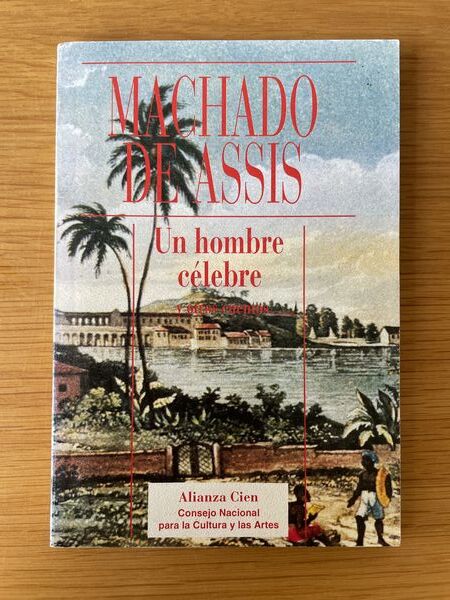 MACHADO
DE ASSIS
Un hombre
célebre
y otros cuentos
Alianza Cien
Consejo Nacional
para la Cultura y las Artes